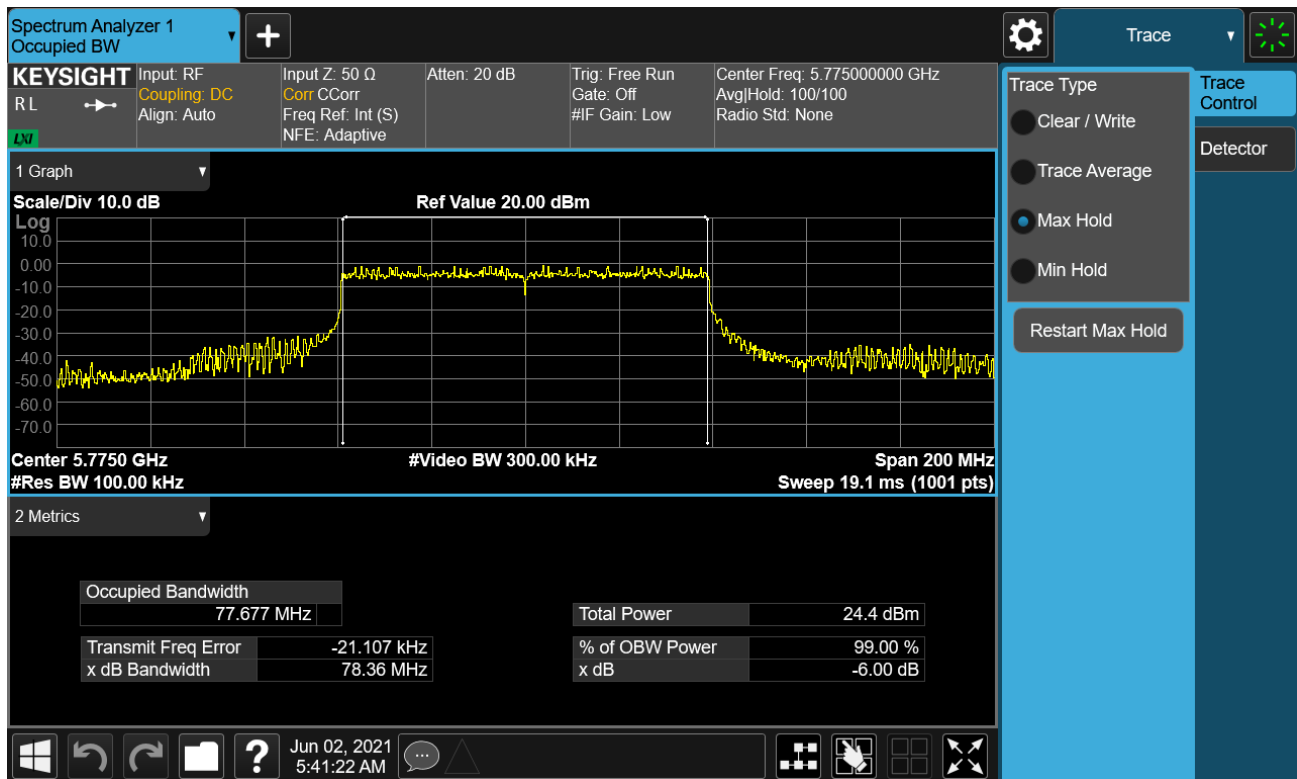 Spectrum Analyzer 1
Occupied BW
+
Trace
KEYSIGHT
R L
LXI
Input: RF
Coupling: DC
Align: Auto
Input Z: 50 Ω
Corr CCorr
Freq Ref: Int (S)
NFE: Adaptive
Atten: 20 dB
Trig: Free Run
Gate: Off
#IF Gain: Low
Center Freq: 5.775000000 GHz
Avg|Hold: 100/100
Radio Std: None
Trace Type
Clear / Write
Trace Average
Max Hold
Min Hold
Restart Max Hold
Trace
Control
Detector
1 Graph
Scale/Div 10.0 dB
Ref Value 20.00 dBm
Log
10.0
0.00
-10.0
-20.0
-30.0
-40.0
-50.0
-60.0
-70.0
Center 5.7750 GHz
#Video BW 300.00 kHz
Span 200 MHz
#Res BW 100.00 kHz
Sweep 19.1 ms (1001 pts)
2 Metrics
Occupied Bandwidth
77.677 MHz
Total Power 24.4 dBm
Transmit Freq Error -21.107 kHz
% of OBW Power 99.00 %
x dB Bandwidth 78.36 MHz
x dB -6.00 dB
?
Jun 02, 2021
5:41:22 AM